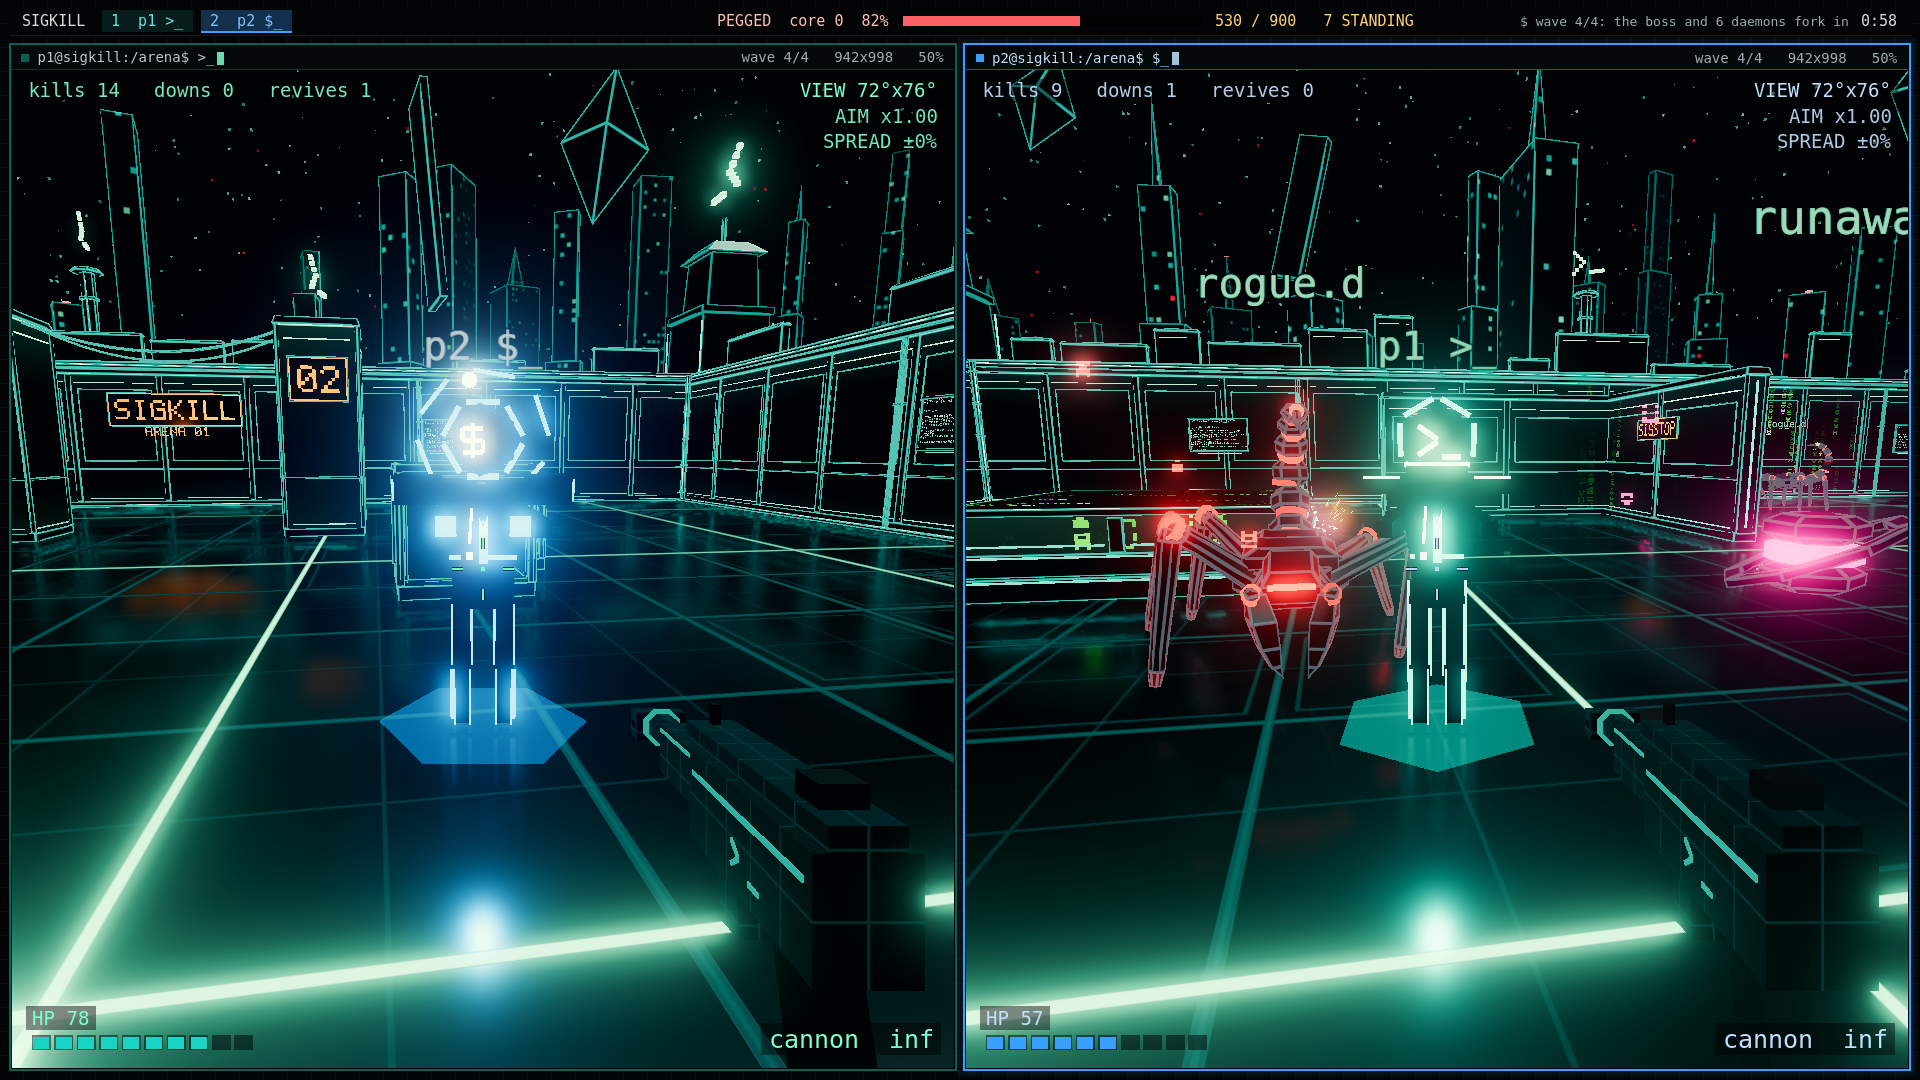 SIGKILL 1 p1 >_ 2 p2 $_ PEGGED core 0 82% 530 / 900 7 STANDING $ wave 4/4: the boss and 6 daemons fork in 0:58
p1@sigkill:/arena$ >_ wave 4/4 942x998 50%
kills 14 downs 0 revives 1 VIEW 72°x76°
AIM x1.00
SPREAD ±0%
p2 $_
02
SIGKILL
ARENA 01
$
HP 78
cannon inf
p2@sigkill:/arena$ $_ wave 4/4 942x998 50%
kills 9 downs 1 revives 0 VIEW 72°x76°
AIM x1.00
SPREAD ±0%
runawa
rogue.d
p1 >_
>_
SIGSTOP
HP 57
cannon inf